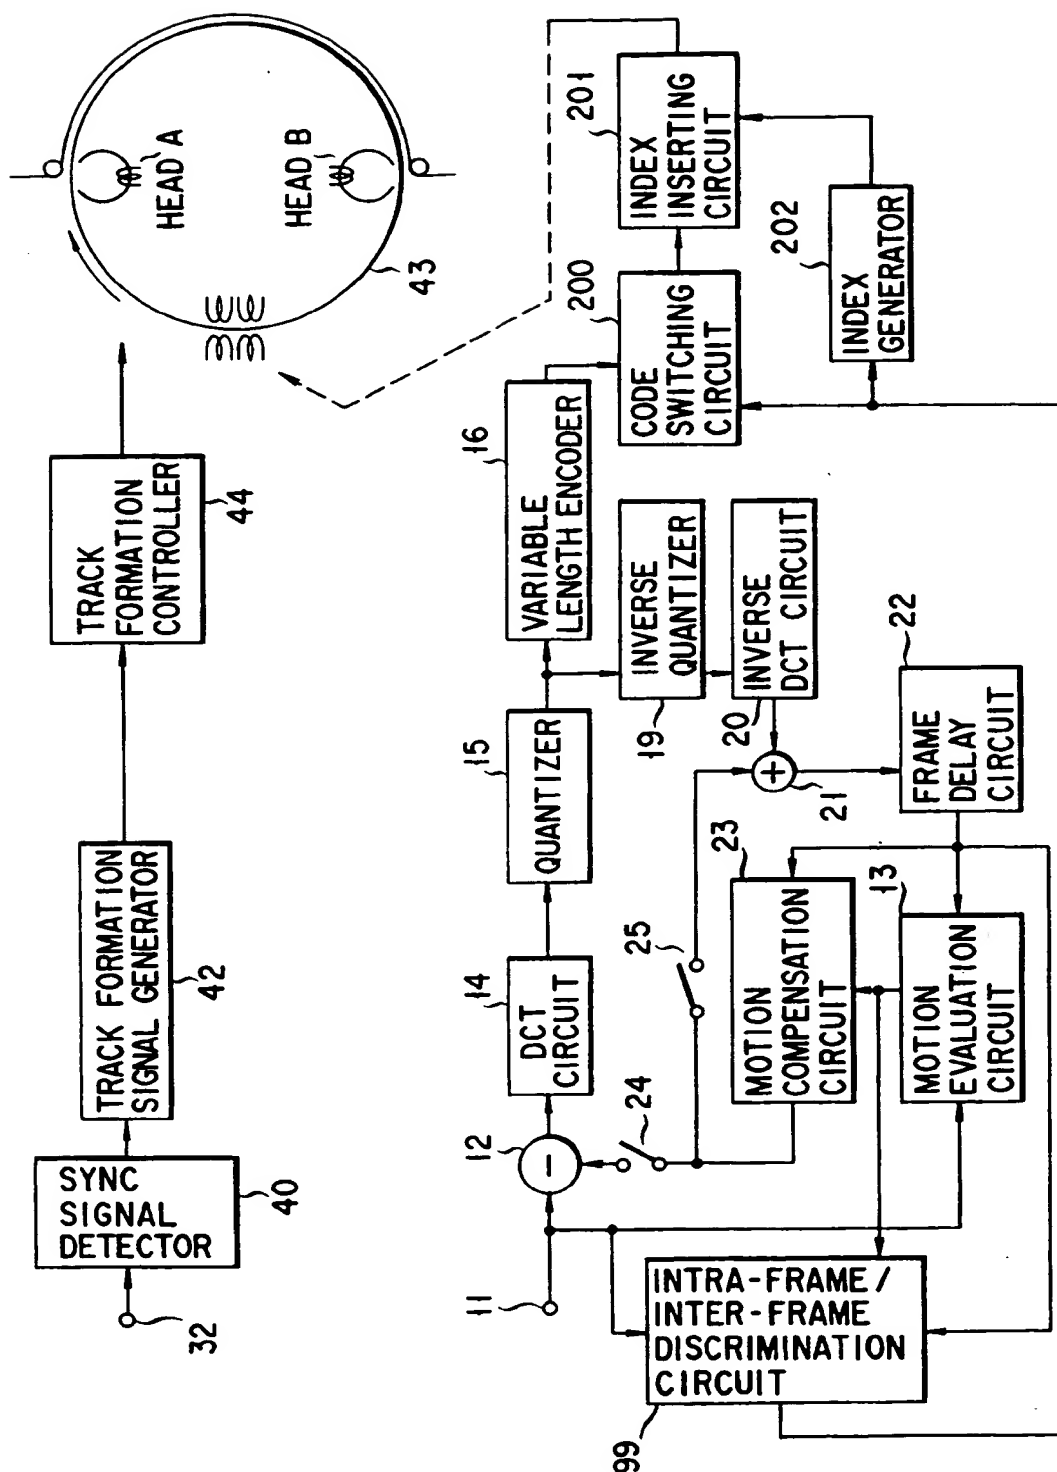 32
SYNC
SIGNAL
DETECTOR
40
TRACK FORMATION
SIGNAL GENERATOR
42
TRACK
FORMATION
CONTROLLER
44
HEAD A
HEAD B
43
11
12
DCT
CIRCUIT
14
QUANTIZER
15
VARIABLE
LENGTH ENCODER
16
CODE
SWITCHING
CIRCUIT
200
INDEX
INSERTING
CIRCUIT
201
INDEX
GENERATOR
202
INVERSE
QUANTIZER
19
INVERSE
DCT CIRCUIT
20
21
FRAME
DELAY
CIRCUIT
22
24
25
MOTION
COMPENSATION
CIRCUIT
23
MOTION
EVALUATION
CIRCUIT
13
INTRA-FRAME/
INTER-FRAME
DISCRIMINATION
CIRCUIT
99